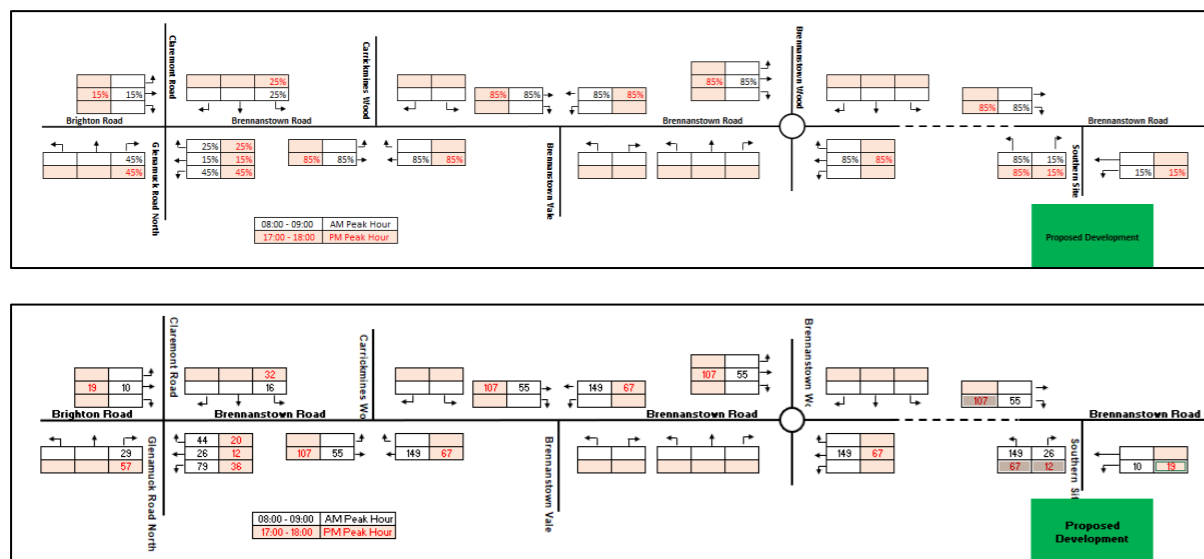 Claremont Road
Carrickmines Wood
Brennanstown Wood
25%
25%
15% 15%
85% 85%
85% 85%
85% 85%
85% 85%
Brighton Road
Brennanstown Road
Brennanstown Road
Brennanstown Road
45%
45%
Glenamuck Road North
25% 25%
15% 15%
45% 45%
85% 85%
85% 85%
Brennanstown Vale
85% 85%
85% 15%
85% 15%
Southern Site
15% 15%
08:00 - 09:00 AM Peak Hour
17:00 - 18:00 PM Peak Hour
Proposed Development
Claremont Road
Carrickmines Wo
Brennanstown Wo
32
16
19 10
107 55
149 67
107 55
107 55
Brighton Road
Brennanstown Road
Brennanstown Road
Brennanstown Road
29
57
Glenamuck Road North
44 20
26 12
79 36
107 55
149 67
Brennanstown Vale
149 67
149 26
67 12
Southern Sit
10 19
08:00 - 09:00 AM Peak Hour
17:00 - 18:00 PM Peak Hour
Proposed
Development